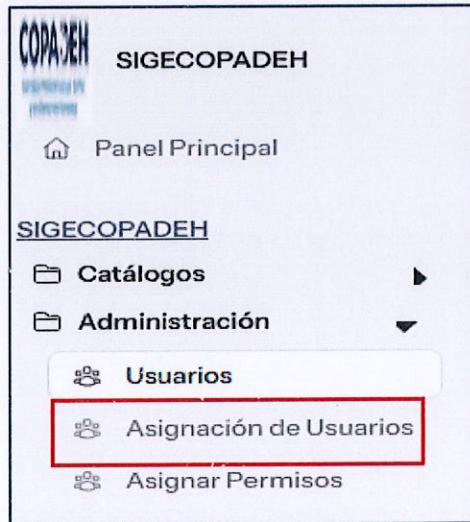 COPADEH
SIGECOPADEH
Panel Principal
SIGECOPADEH
Catálogos
Administración
Usuarios
Asignación de Usuarios
Asignar Permisos